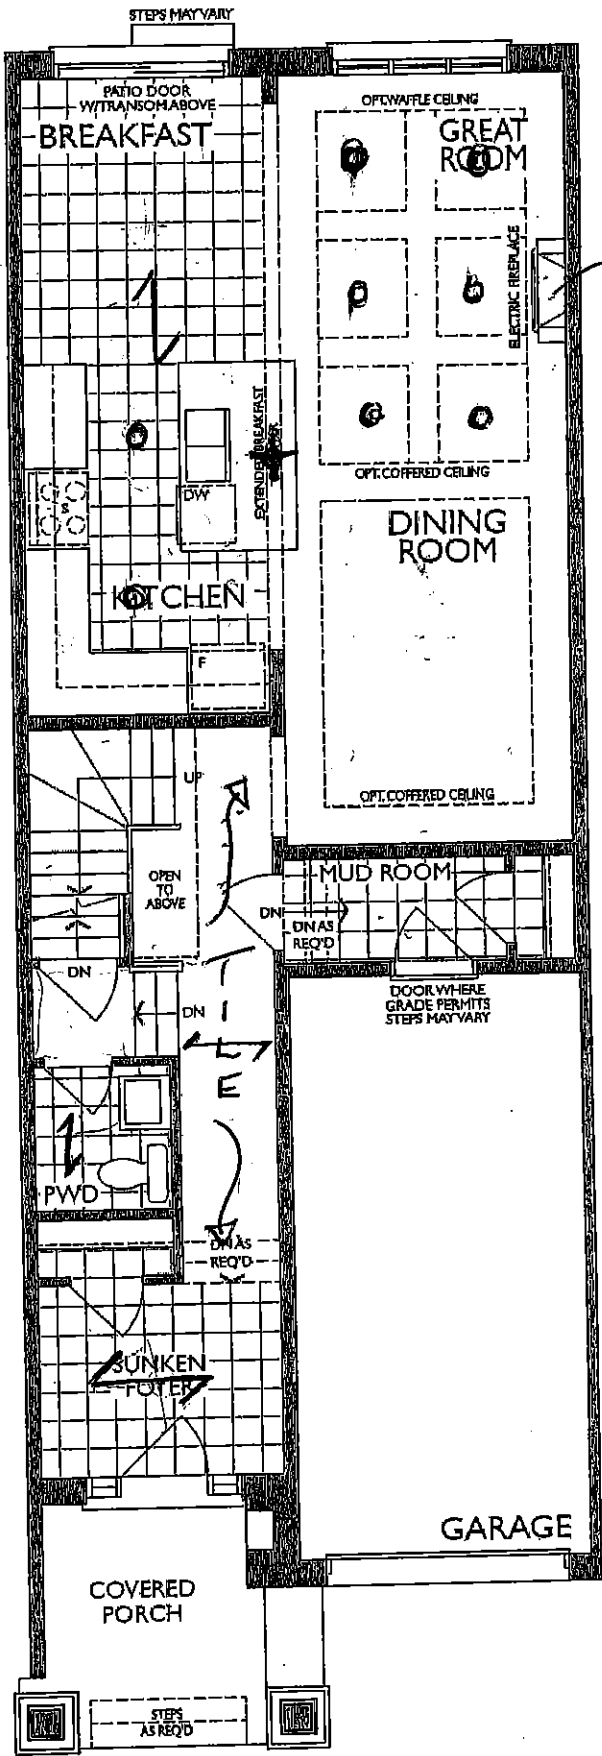 STEPS MAY VARY
PATIO DOOR
W/TRANSOM ABOVE
BREAKFAST
OPT. WAFFLE CEILING
GREAT
ROOM
ELECTRIC FIREPLACE
EXTENDED BREAKFAST
DW
S
OPT. COFFERED CEILING
DINING
ROOM
KITCHEN
F
UP
OPT. COFFERED CEILING
OPEN
TO
ABOVE
MUD ROOM
DN
DN AS
REQ'D
DN
DN
DOOR WHERE
GRADE PERMITS
STEPS MAY VARY
TILE
PWD
DN AS
REQ'D
SUNKEN
FOYER
GARAGE
COVERED
PORCH
STEPS
AS REQ'D